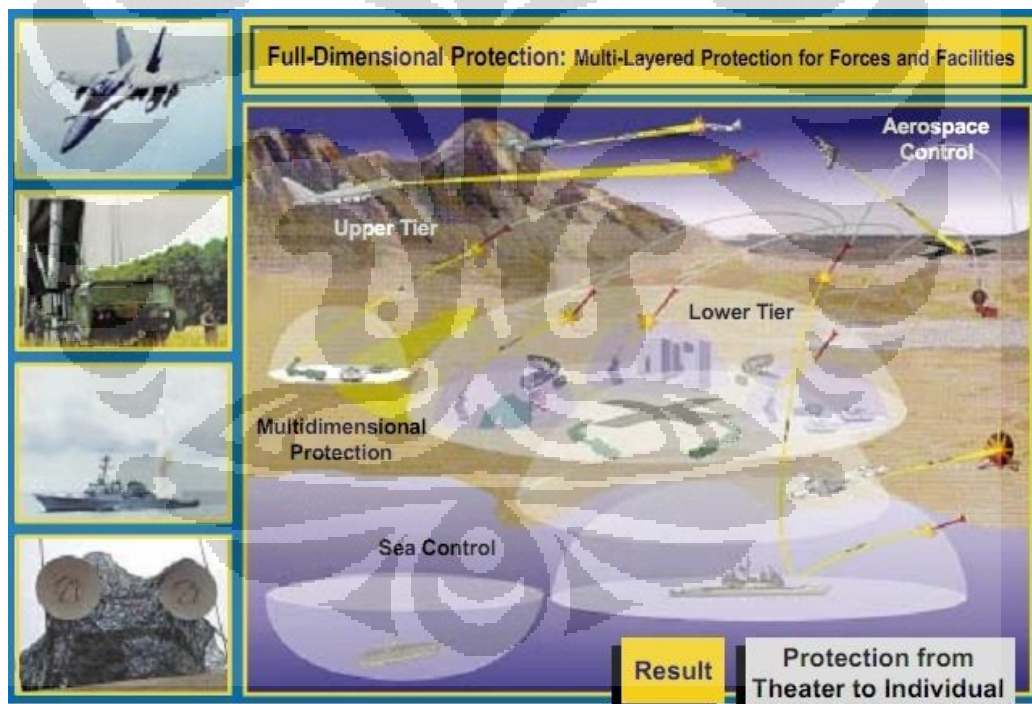 Full-Dimensional Protection: Multi-Layered Protection for Forces and Facilities
Aerospace
Control
Upper Tier
Lower Tier
Multidimensional
Protection
Sea Control
Result
Protection from
Theater to Individual